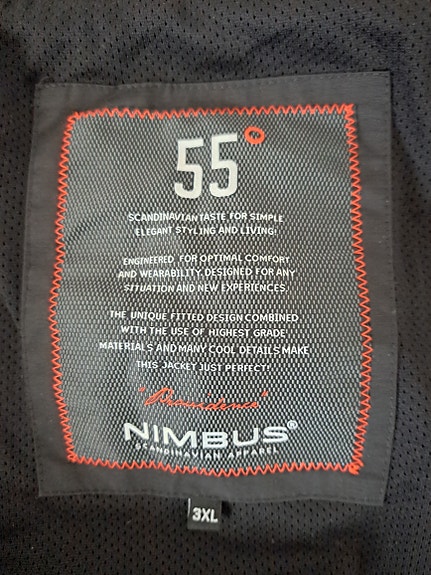 55°
SCANDINAVIAN TASTE FOR SIMPLE
ELEGANT STYLING AND LIVING:
ENGINEERED FOR OPTIMAL COMFORT
AND WEARABILITY. DESIGNED FOR ANY
SITUATION AND NEW EXPERIENCES.
THE UNIQUE FITTED DESIGN COMBINED
WITH THE USE OF HIGHEST GRADE
MATERIALS AND MANY COOL DETAILS MAKE
THIS JACKET JUST PERFECT!
"Providence"
NIMBUS®
SCANDINAVIAN APPAREL
3XL